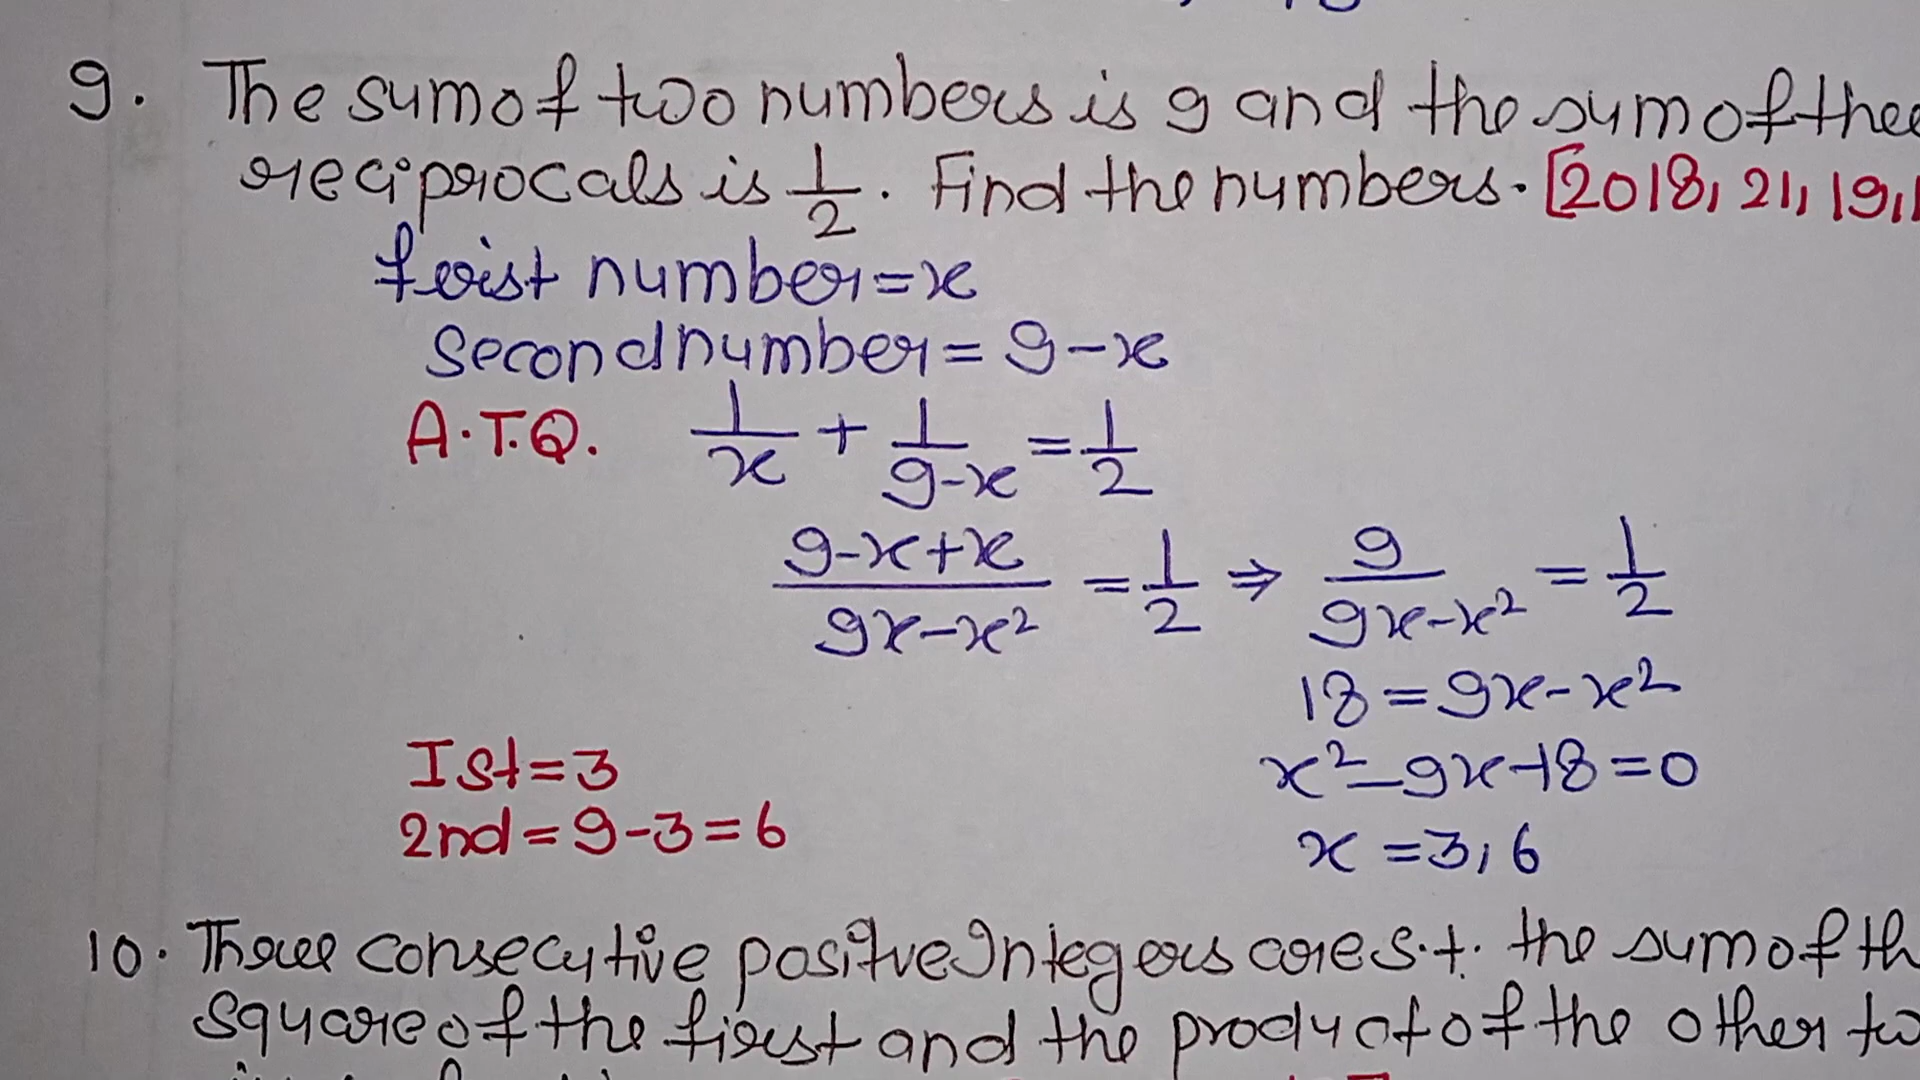 9. The sum of two numbers is 9 and the sum of thee
reciprocals is 1/2. Find the numbers. [2018, 21, 19,
first number = x
Second number = 9-x
A.T.Q. 1/x + 1/9-x = 1/2
9-x+x/9x-x² = 1/2 ⇒ 9/9x-x² = 1/2
18 = 9x-x²
Ist = 3
x²-9x+18=0
2nd = 9-3 = 6
x = 3, 6
10. Three consecutive positive Integers are s.t. the sum of th
square of the first and the product of the other tw